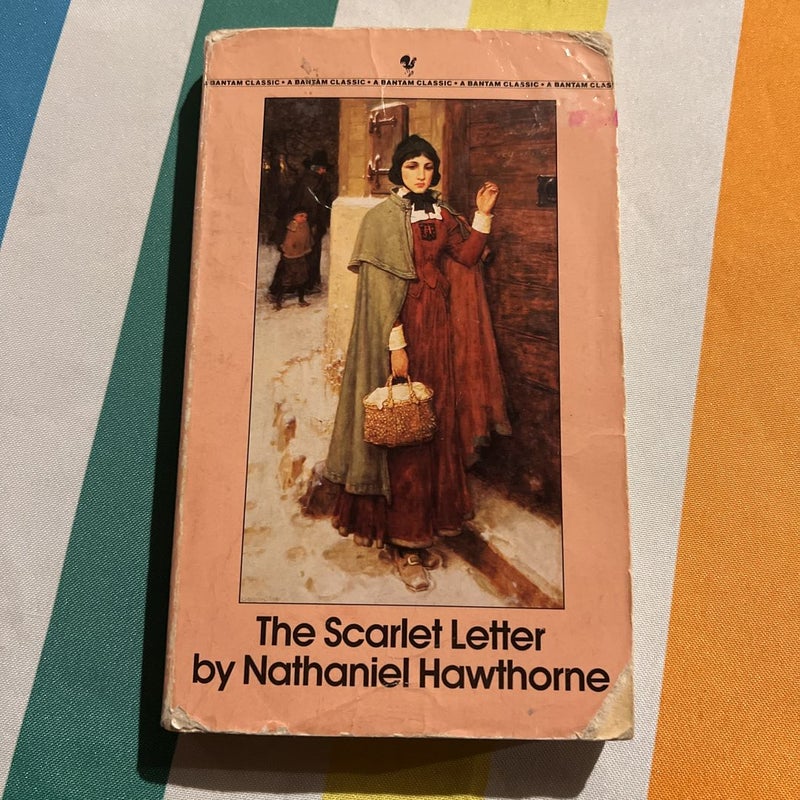 A BANTAM CLASSIC • A BANTAM CLASSIC • A BANTAM CLASSIC • A BANTAM CLASSIC • A BANTAM CLAS
A
The Scarlet Letter
by Nathaniel Hawthorne